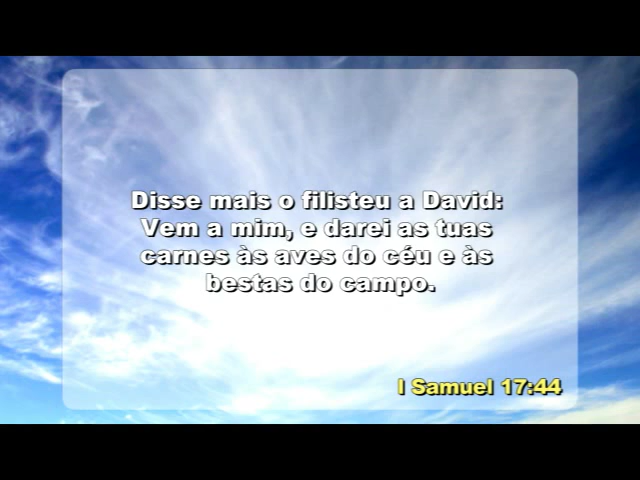 Disse mais o filisteu a David:
Vem a mim, e darei as tuas
carnes às aves do céu e às
bestas do campo.
I Samuel 17:44